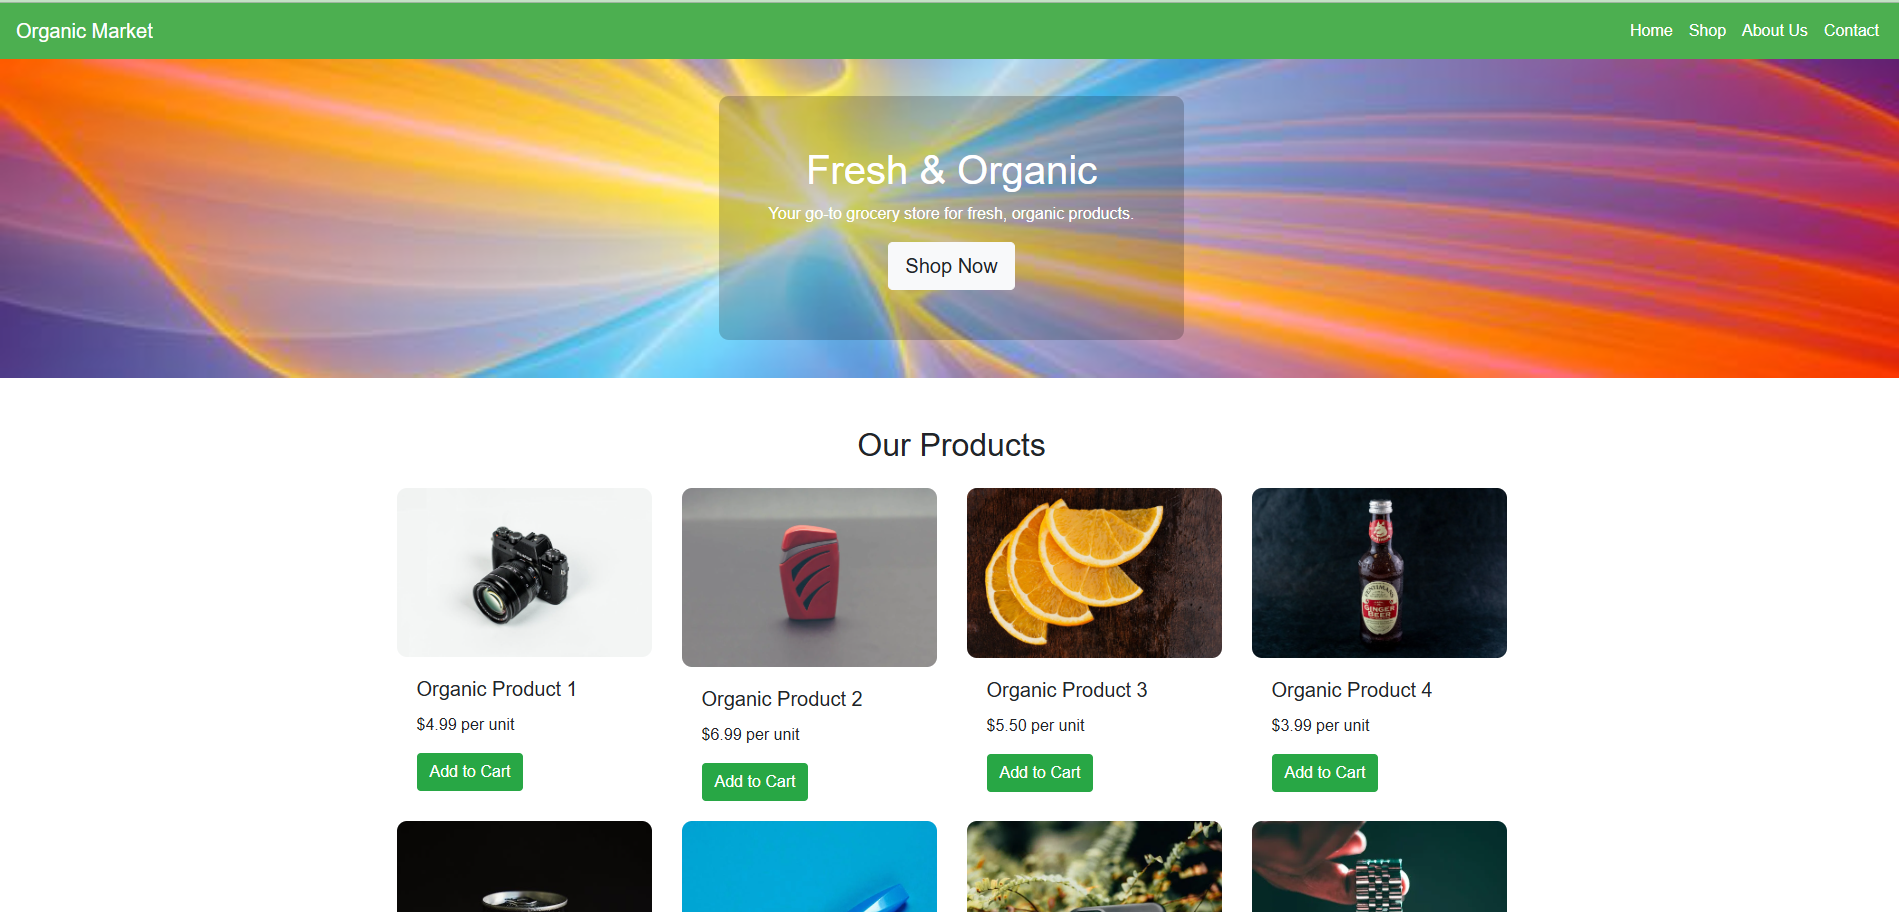 Organic Market
Home Shop About Us Contact
Fresh & Organic
Your go-to grocery store for fresh, organic products.
Shop Now
Our Products
GINGER
BEER
Organic Product 1
$4.99 per unit
Add to Cart
Organic Product 2
$6.99 per unit
Add to Cart
Organic Product 3
$5.50 per unit
Add to Cart
Organic Product 4
$3.99 per unit
Add to Cart